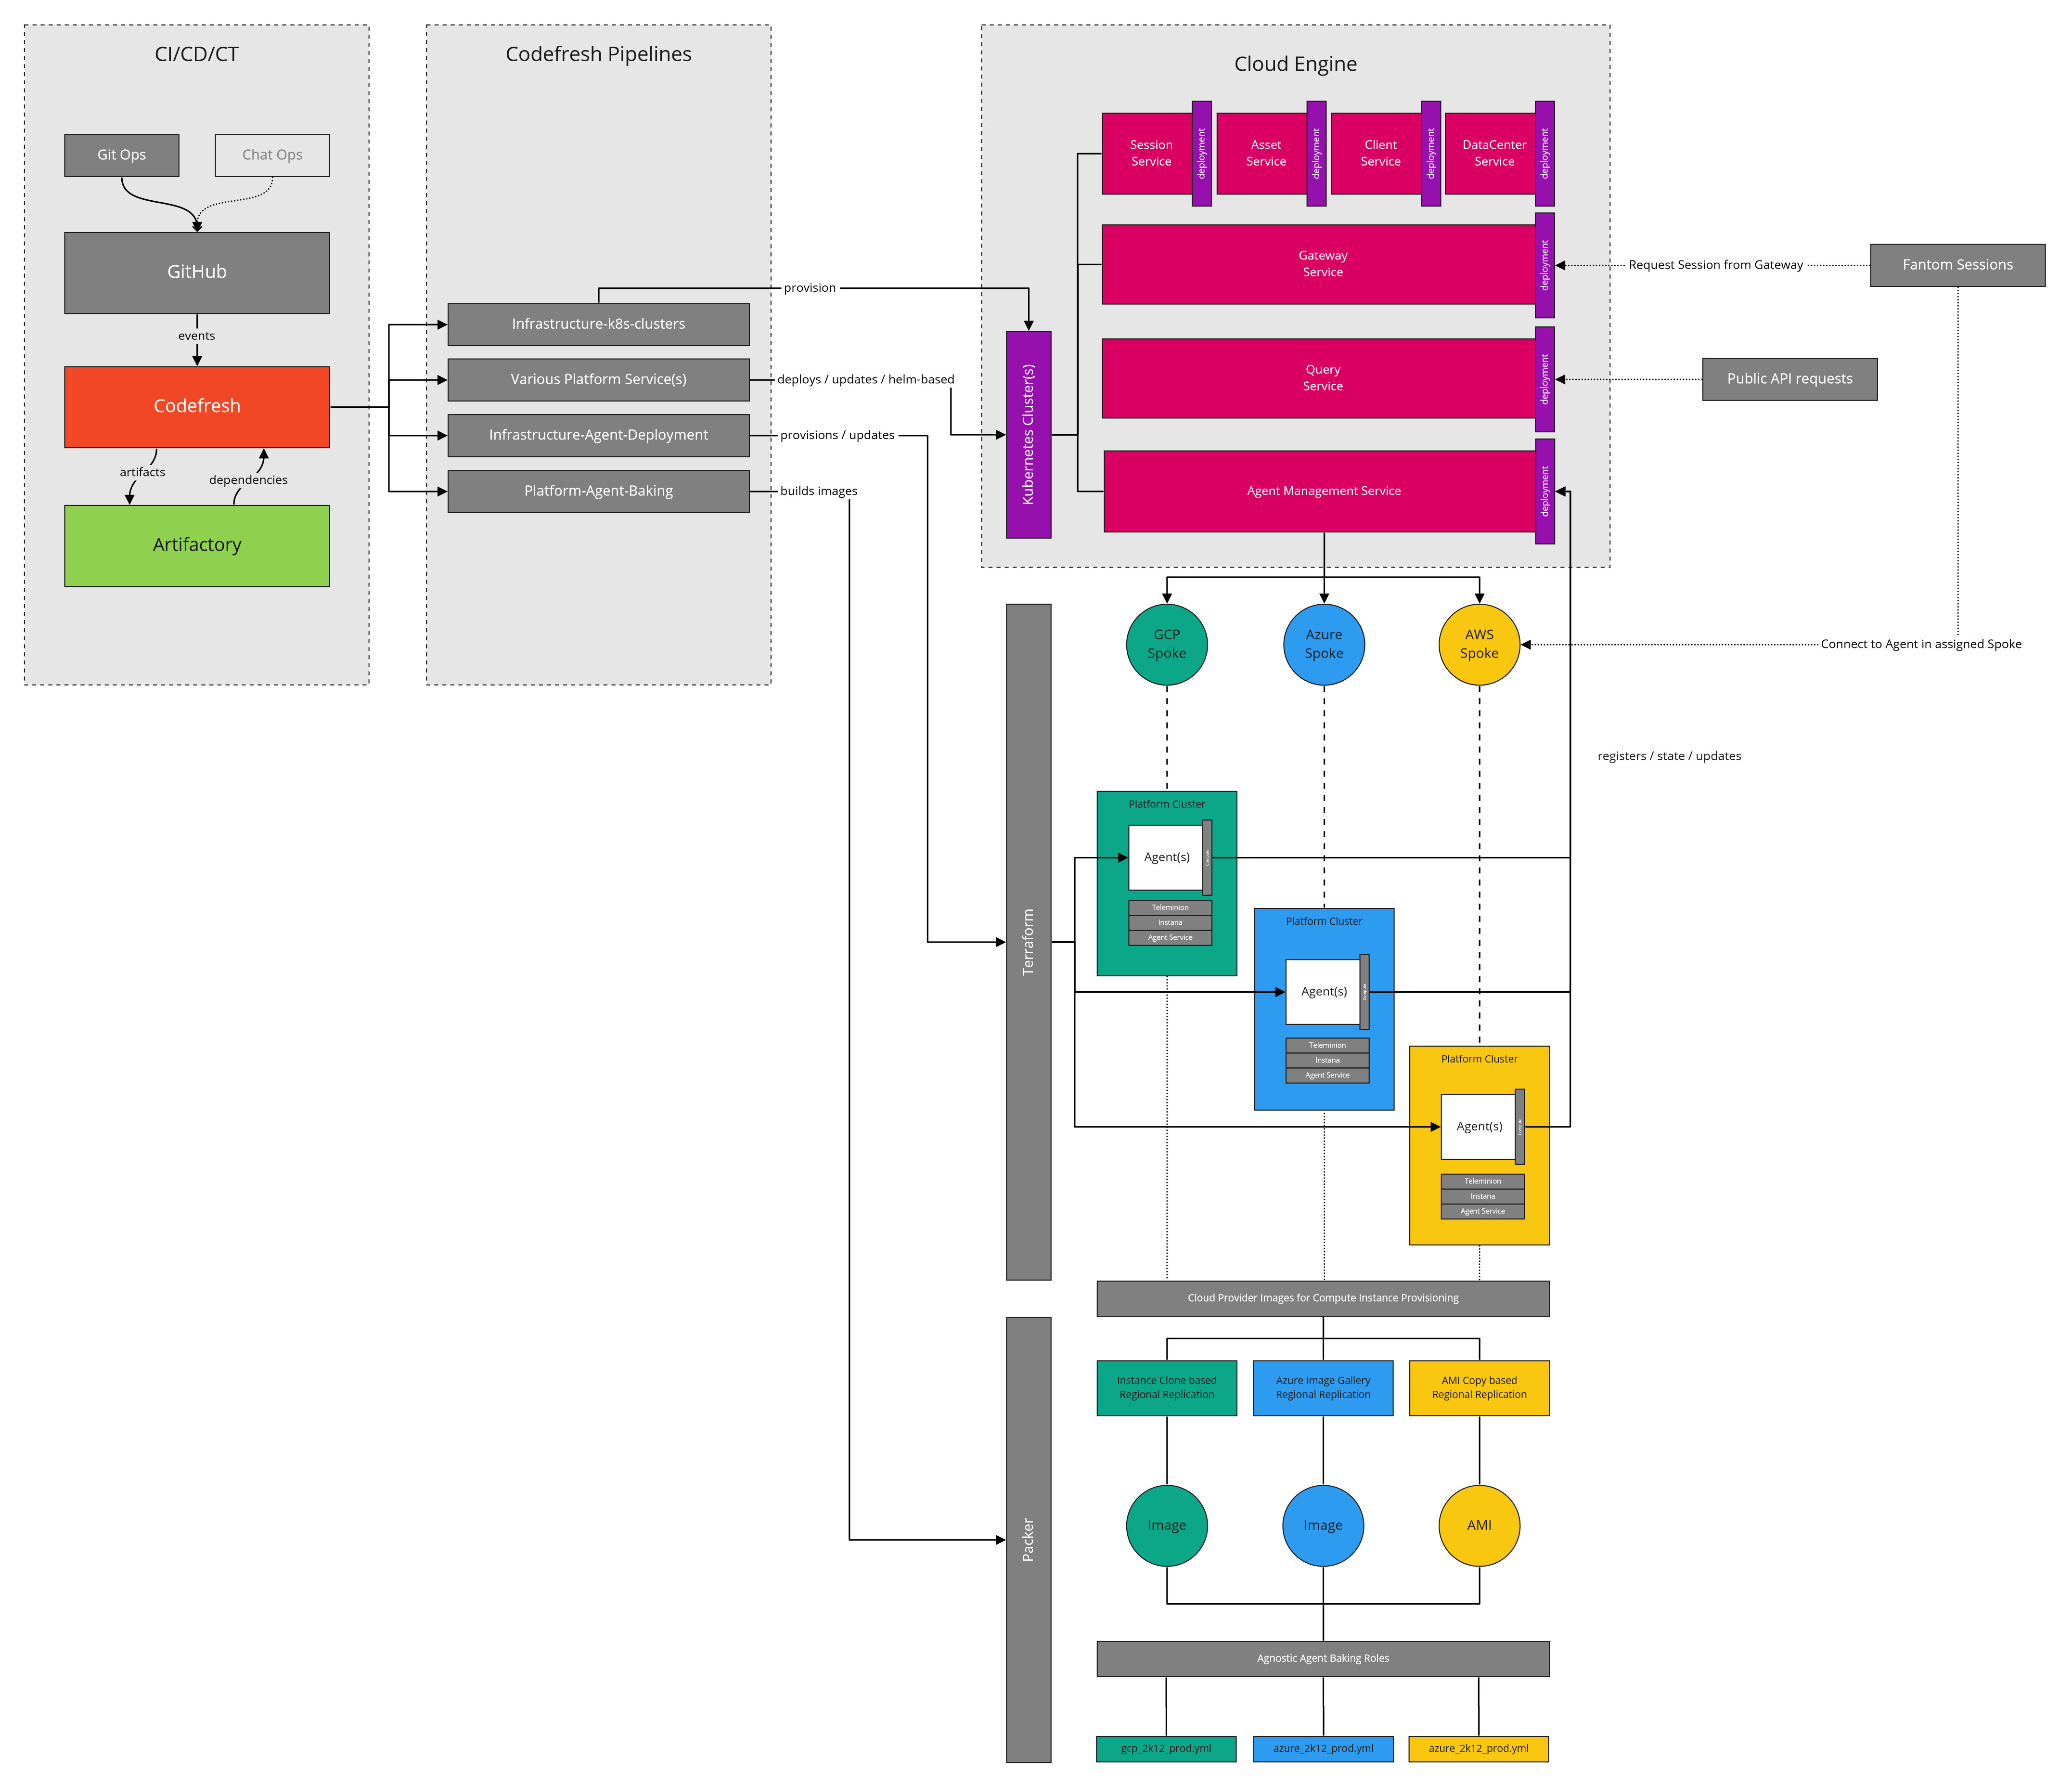 CI/CD/CT
Git Ops
Chat Ops
GitHub
events
Codefresh
artifacts
dependencies
Artifactory
Codefresh Pipelines
Infrastructure-k8s-clusters
Various Platform Service(s)
Infrastructure-Agent-Deployment
Platform-Agent-Baking
provision
deploys / updates / helm-based
provisions / updates
builds images
Cloud Engine
Session
Service
deployment
Asset
Service
deployment
Client
Service
deployment
DataCenter
Service
deployment
Gateway
Service
deployment
Query
Service
deployment
Agent Management Service
deployment
Kubernetes Cluster(s)
Request Session from Gateway
Fantom Sessions
Public API requests
GCP
Spoke
Azure
Spoke
AWS
Spoke
Connect to Agent in assigned Spoke
registers / state / updates
Terraform
Platform Cluster
Agent(s)
Compute
Teleminion
Instana
Agent Service
Platform Cluster
Agent(s)
Compute
Teleminion
Instana
Agent Service
Platform Cluster
Agent(s)
Compute
Teleminion
Instana
Agent Service
Cloud Provider Images for Compute Instance Provisioning
Packer
Instance Clone based
Regional Replication
Azure Image Gallery
Regional Replication
AMI Copy based
Regional Replication
Image
Image
AMI
Agnostic Agent Baking Roles
gcp_2k12_prod.yml
azure_2k12_prod.yml
azure_2k12_prod.yml